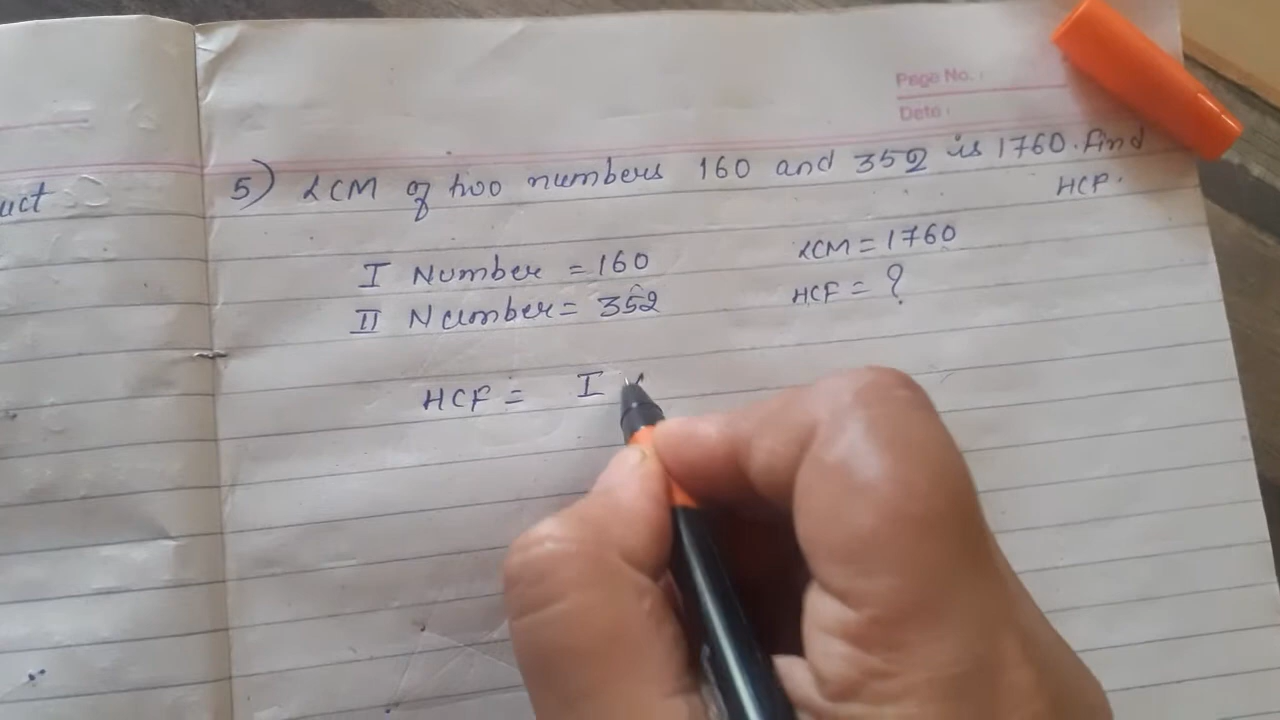 Page No. :
Date :
uct
5) LCM of two numbers 160 and 352 is 1760. find
HCF.
I Number = 160
LCM = 1760
II Number = 352
HCF = ?
HCF = I